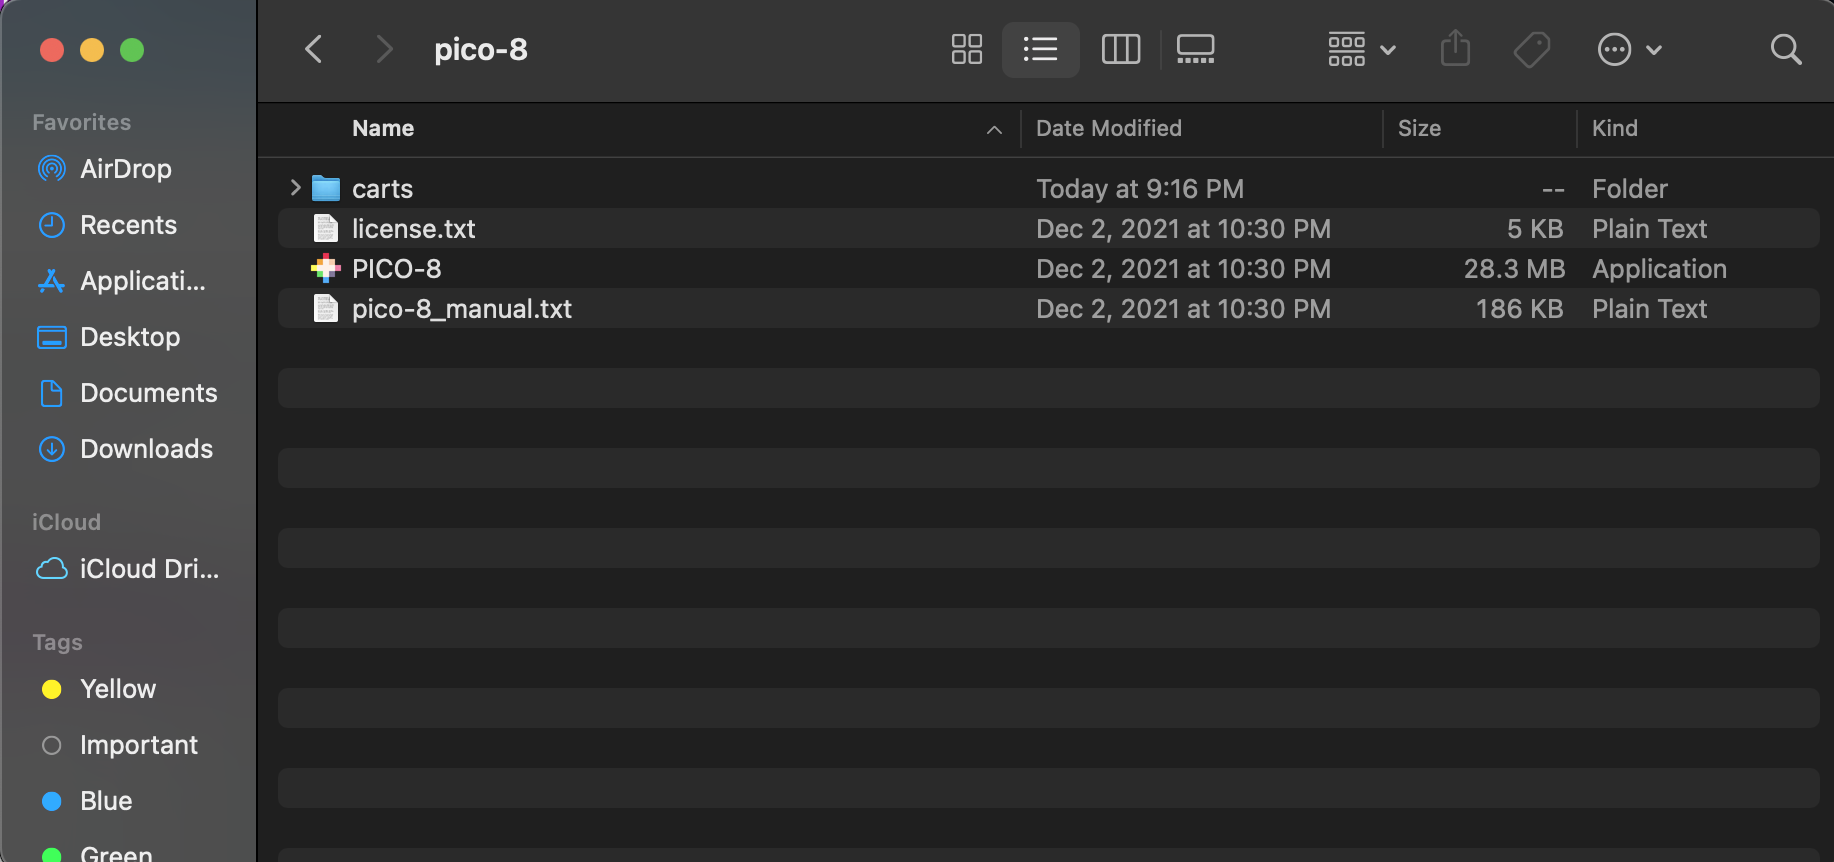 pico-8
Favorites
AirDrop
Recents
Applicati...
Desktop
Documents
Downloads
iCloud
iCloud Dri...
Tags
Yellow
Important
Blue
Green
Name Date Modified Size Kind
carts Today at 9:16 PM -- Folder
license.txt Dec 2, 2021 at 10:30 PM 5 KB Plain Text
PICO-8 Dec 2, 2021 at 10:30 PM 28.3 MB Application
pico-8_manual.txt Dec 2, 2021 at 10:30 PM 186 KB Plain Text